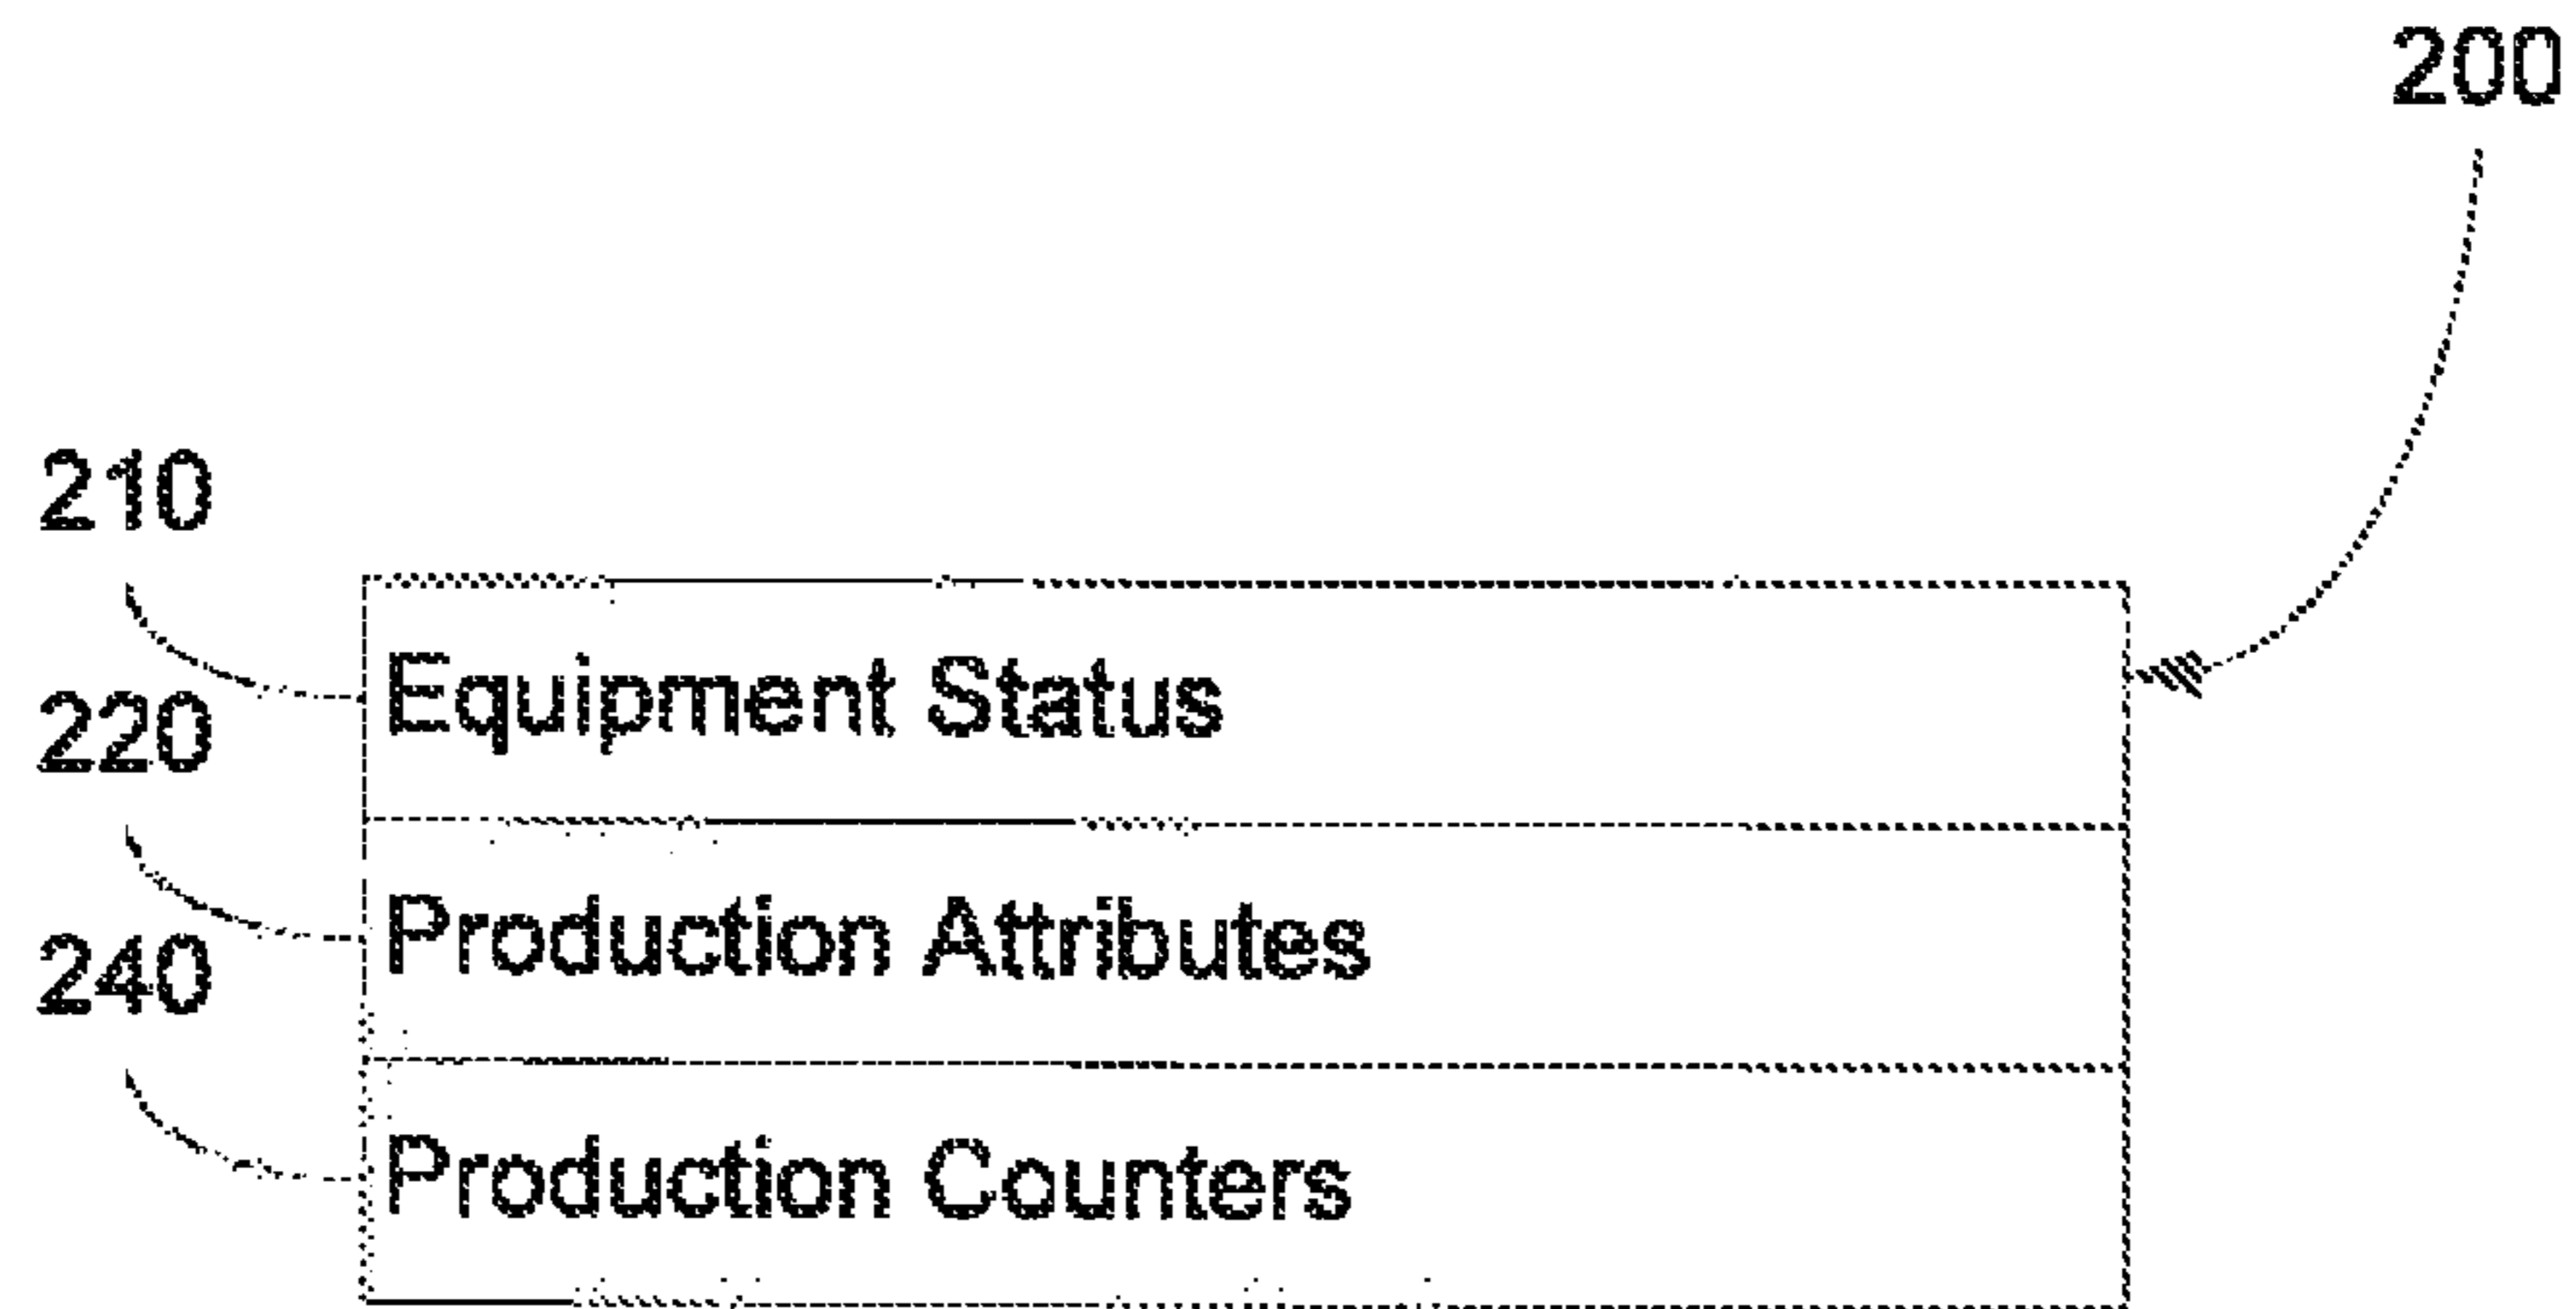 200
210
Equipment Status
220
Production Attributes
240
Production Counters